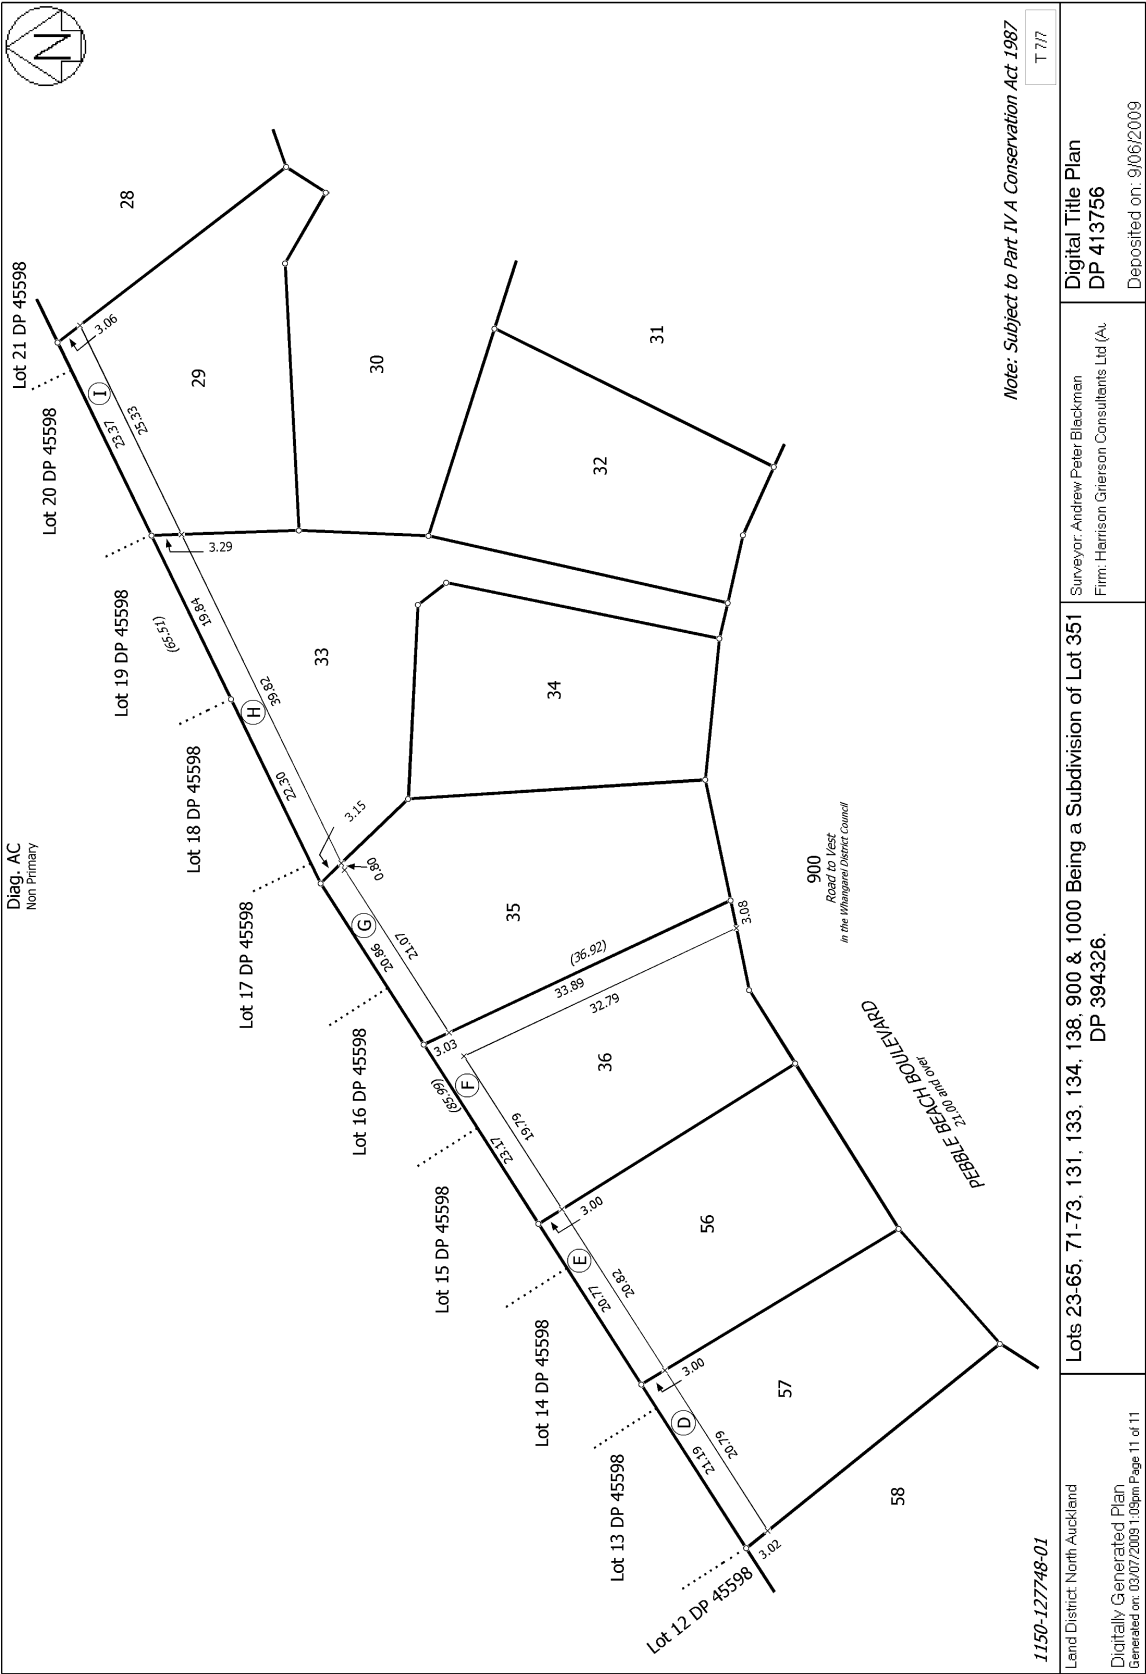 Diag. AC
Non Primary
N
Lot 12 DP 45598
Lot 13 DP 45598
Lot 14 DP 45598
Lot 15 DP 45598
Lot 16 DP 45598
Lot 17 DP 45598
Lot 18 DP 45598
Lot 19 DP 45598
Lot 20 DP 45598
Lot 21 DP 45598
28
29
30
31
32
33
34
35
36
56
57
58
D
E
F
G
H
I
3.02
21.19
20.79
3.00
20.77
20.82
3.00
23.17
19.79
(85.99)
3.03
33.89
32.79
(36.92)
3.08
20.86
21.07
0.80
3.15
22.30
39.82
19.84
(65.51)
3.29
23.37
25.33
3.06
900
Road to Vest
in the Whangarei District Council
PEBBLE BEACH BOULEVARD
21.00 and over
1150-127748-01
Note: Subject to Part IV A Conservation Act 1987
T 7/7
Land District: North Auckland
Digitally Generated Plan
Generated on: 03/07/2009 1:09pm Page 11 of 11
Lots 23-65, 71-73, 131, 133, 134, 138, 900 & 1000 Being a Subdivision of Lot 351
DP 394326.
Surveyor: Andrew Peter Blackman
Firm: Harrison Grierson Consultants Ltd (Au
Digital Title Plan
DP 413756
Deposited on: 9/06/2009